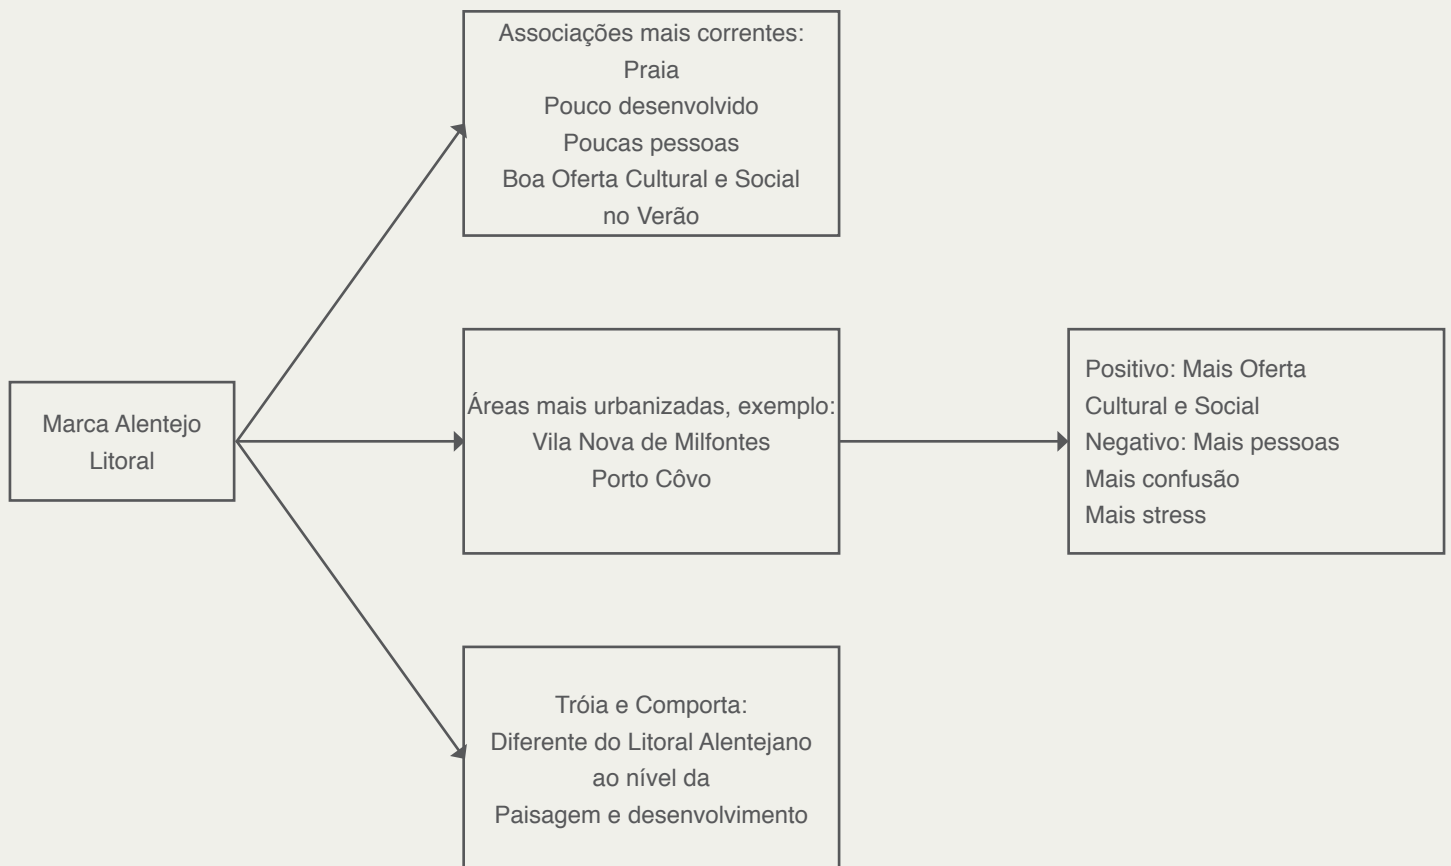 Marca Alentejo
Litoral
Associações mais correntes:
Praia
Pouco desenvolvido
Poucas pessoas
Boa Oferta Cultural e Social
no Verão
Áreas mais urbanizadas, exemplo:
Vila Nova de Milfontes
Porto Côvo
Positivo: Mais Oferta
Cultural e Social
Negativo: Mais pessoas
Mais confusão
Mais stress
Tróia e Comporta:
Diferente do Litoral Alentejano
ao nível da
Paisagem e desenvolvimento